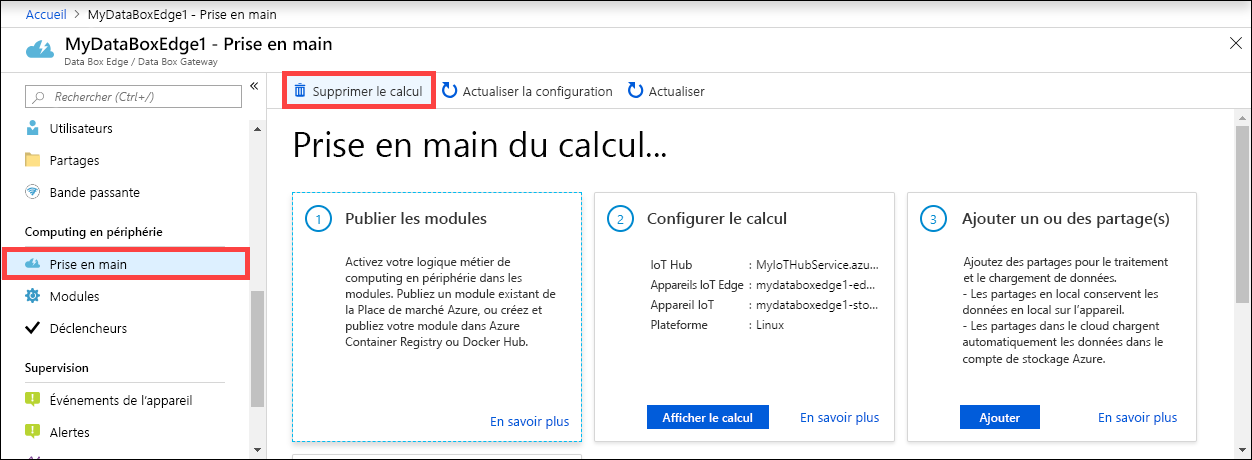 Accueil > MyDataBoxEdge1 - Prise en main
MyDataBoxEdge1 - Prise en main
Data Box Edge / Data Box Gateway
Rechercher (Ctrl+/)
Utilisateurs
Partages
Bande passante
Computing en périphérie
Prise en main
Modules
Déclencheurs
Supervision
Événements de l'appareil
Alertes
Supprimer le calcul
Actualiser la configuration
Actualiser
Prise en main du calcul...
1 Publier les modules
Activez votre logique métier de
computing en périphérie dans les
modules. Publiez un module existant de
la Place de marché Azure, ou créez et
publiez votre module dans Azure
Container Registry ou Docker Hub.
En savoir plus
2 Configurer le calcul
IoT Hub : MyIoTHubService.azu...
Appareils IoT Edge : mydataboxedge1-ed...
Appareil IoT : mydataboxedge1-sto...
Plateforme : Linux
Afficher le calcul
En savoir plus
3 Ajouter un ou des partage(s)
Ajoutez des partages pour le traitement
et le chargement de données.
- Les partages en local conservent les
données en local sur l'appareil.
- Les partages dans le cloud chargent
automatiquement les données dans le
compte de stockage Azure.
Ajouter
En savoir plus